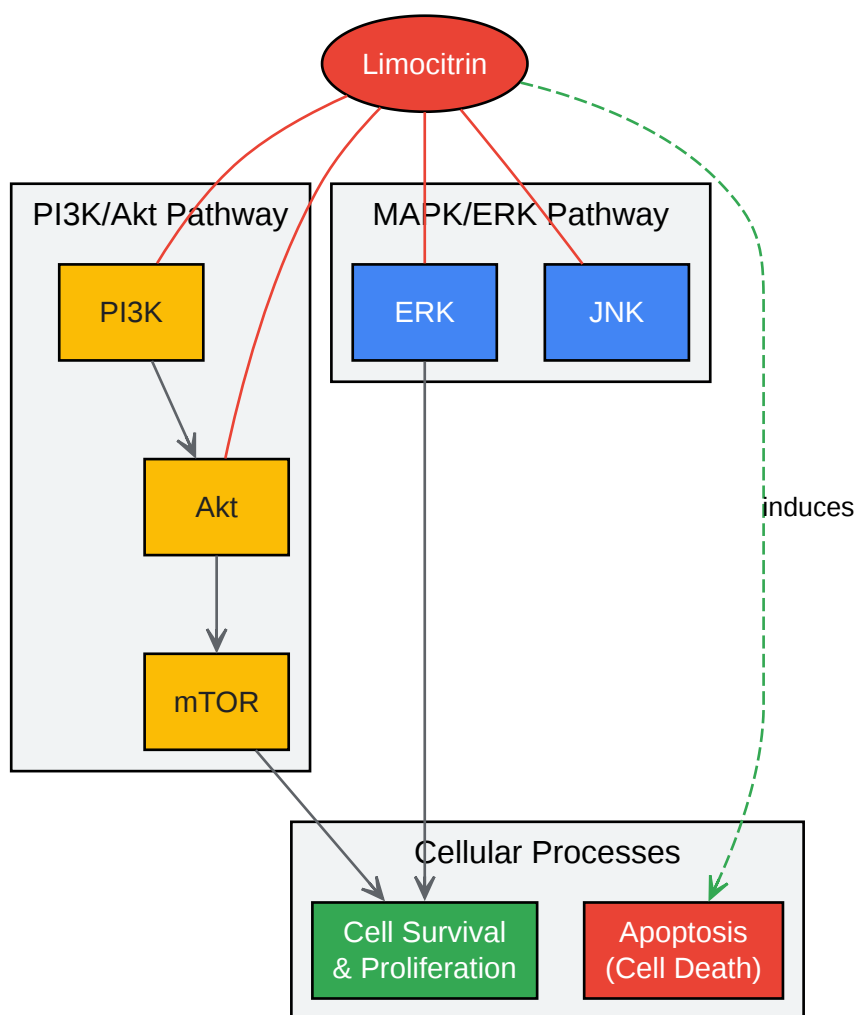 Limocitrin
PI3K/Akt Pathway
MAPK/ERK Pathway
PI3K
ERK
JNK
Akt
induces
mTOR
Cellular Processes
Cell Survival
& Proliferation
Apoptosis
(Cell Death)